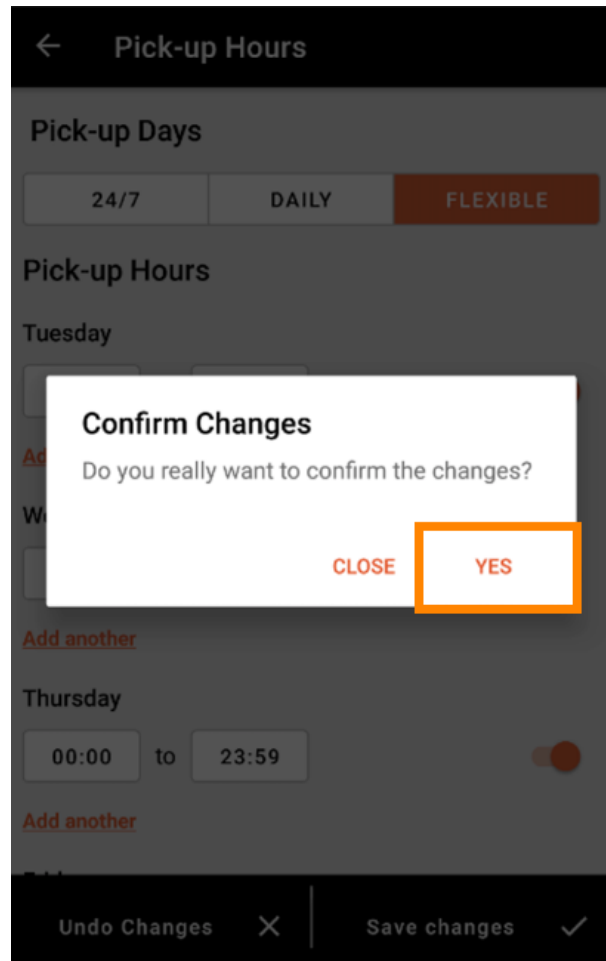 Pick-up Hours
Pick-up Days
24/7 DAILY FLEXIBLE
Pick-up Hours
Tuesday
Confirm Changes
Do you really want to confirm the changes?
CLOSE YES
Add another
Thursday
00:00 to 23:59
Add another
Undo Changes Save changes